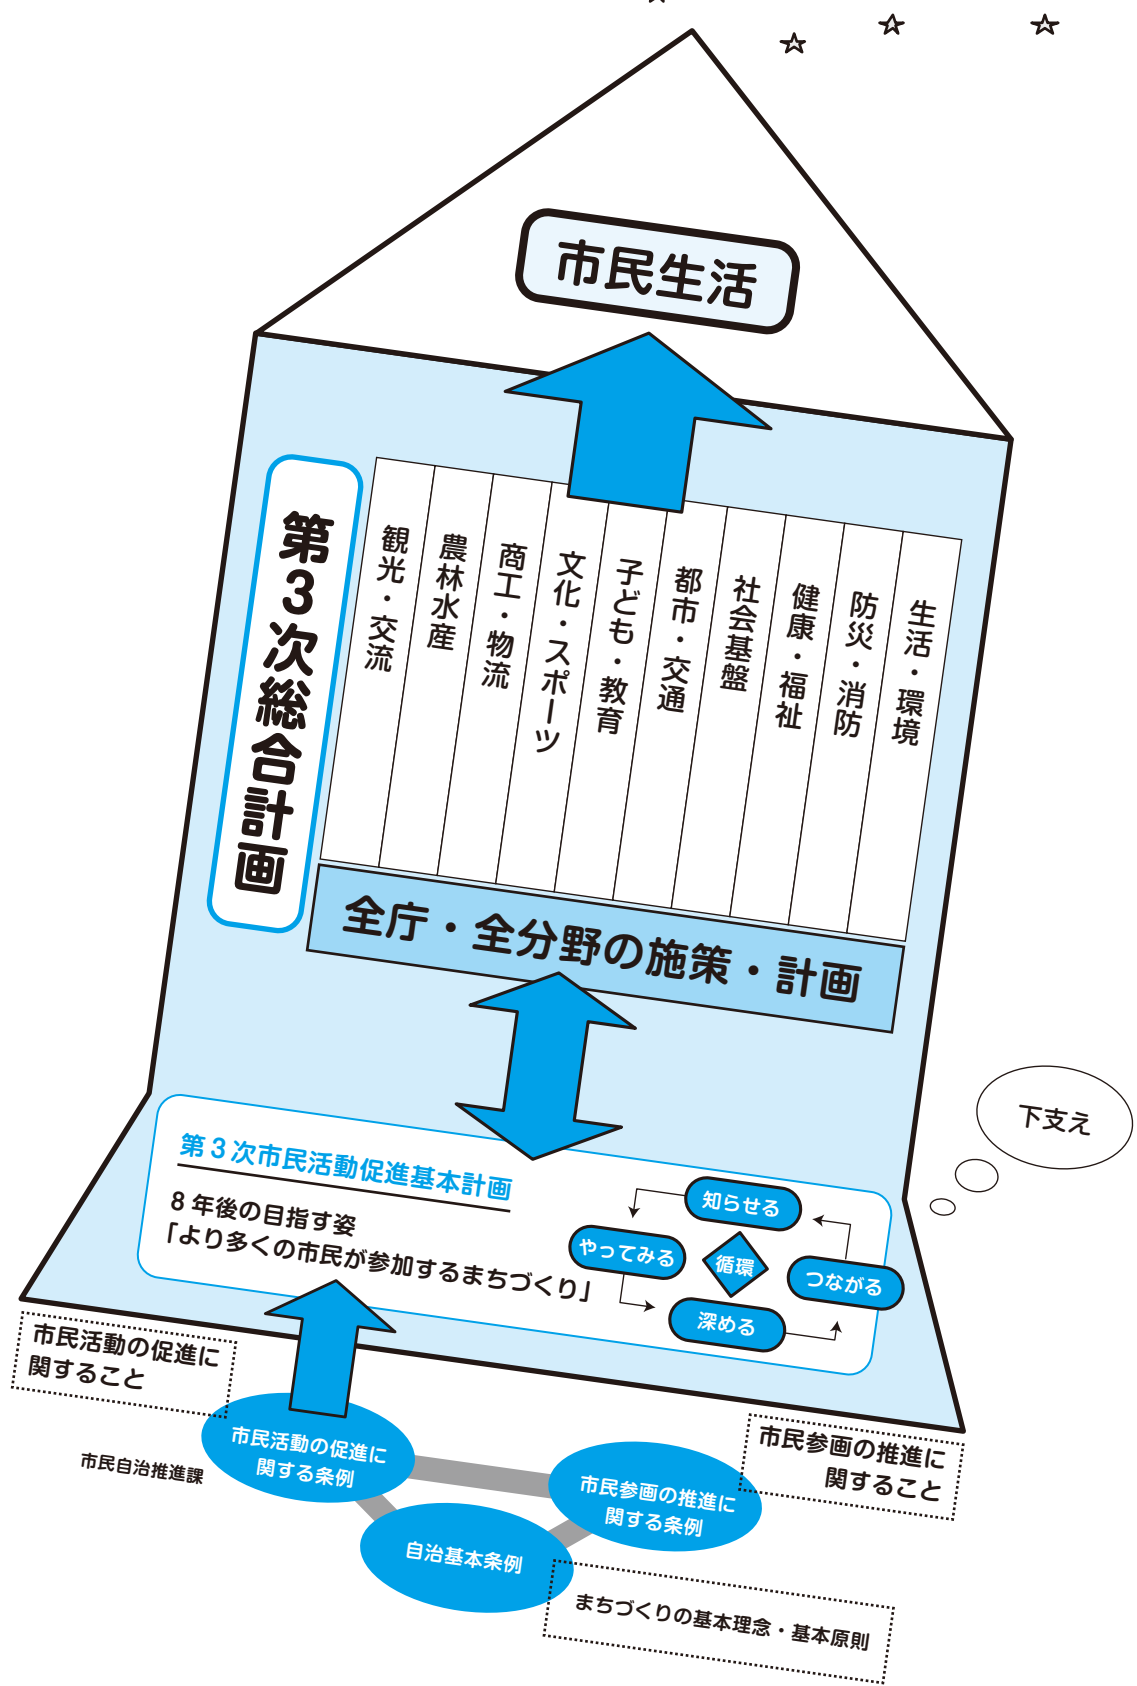 市民生活
第3次総合計画
観光・交流
農林水産
商工・物流
文化・スポーツ
子ども・教育
都市・交通
社会基盤
健康・福祉
防災・消防
生活・環境
全庁・全分野の施策・計画
下支え
第3次市民活動促進基本計画
8年後の目指す姿
「より多くの市民が参加するまちづくり」
知らせる
やってみる
循環
つながる
深める
市民活動の促進に
関すること
市民活動の促進に
関する条例
市民自治推進課
市民参画の推進に
関すること
市民参画の推進に
関する条例
自治基本条例
まちづくりの基本理念・基本原則